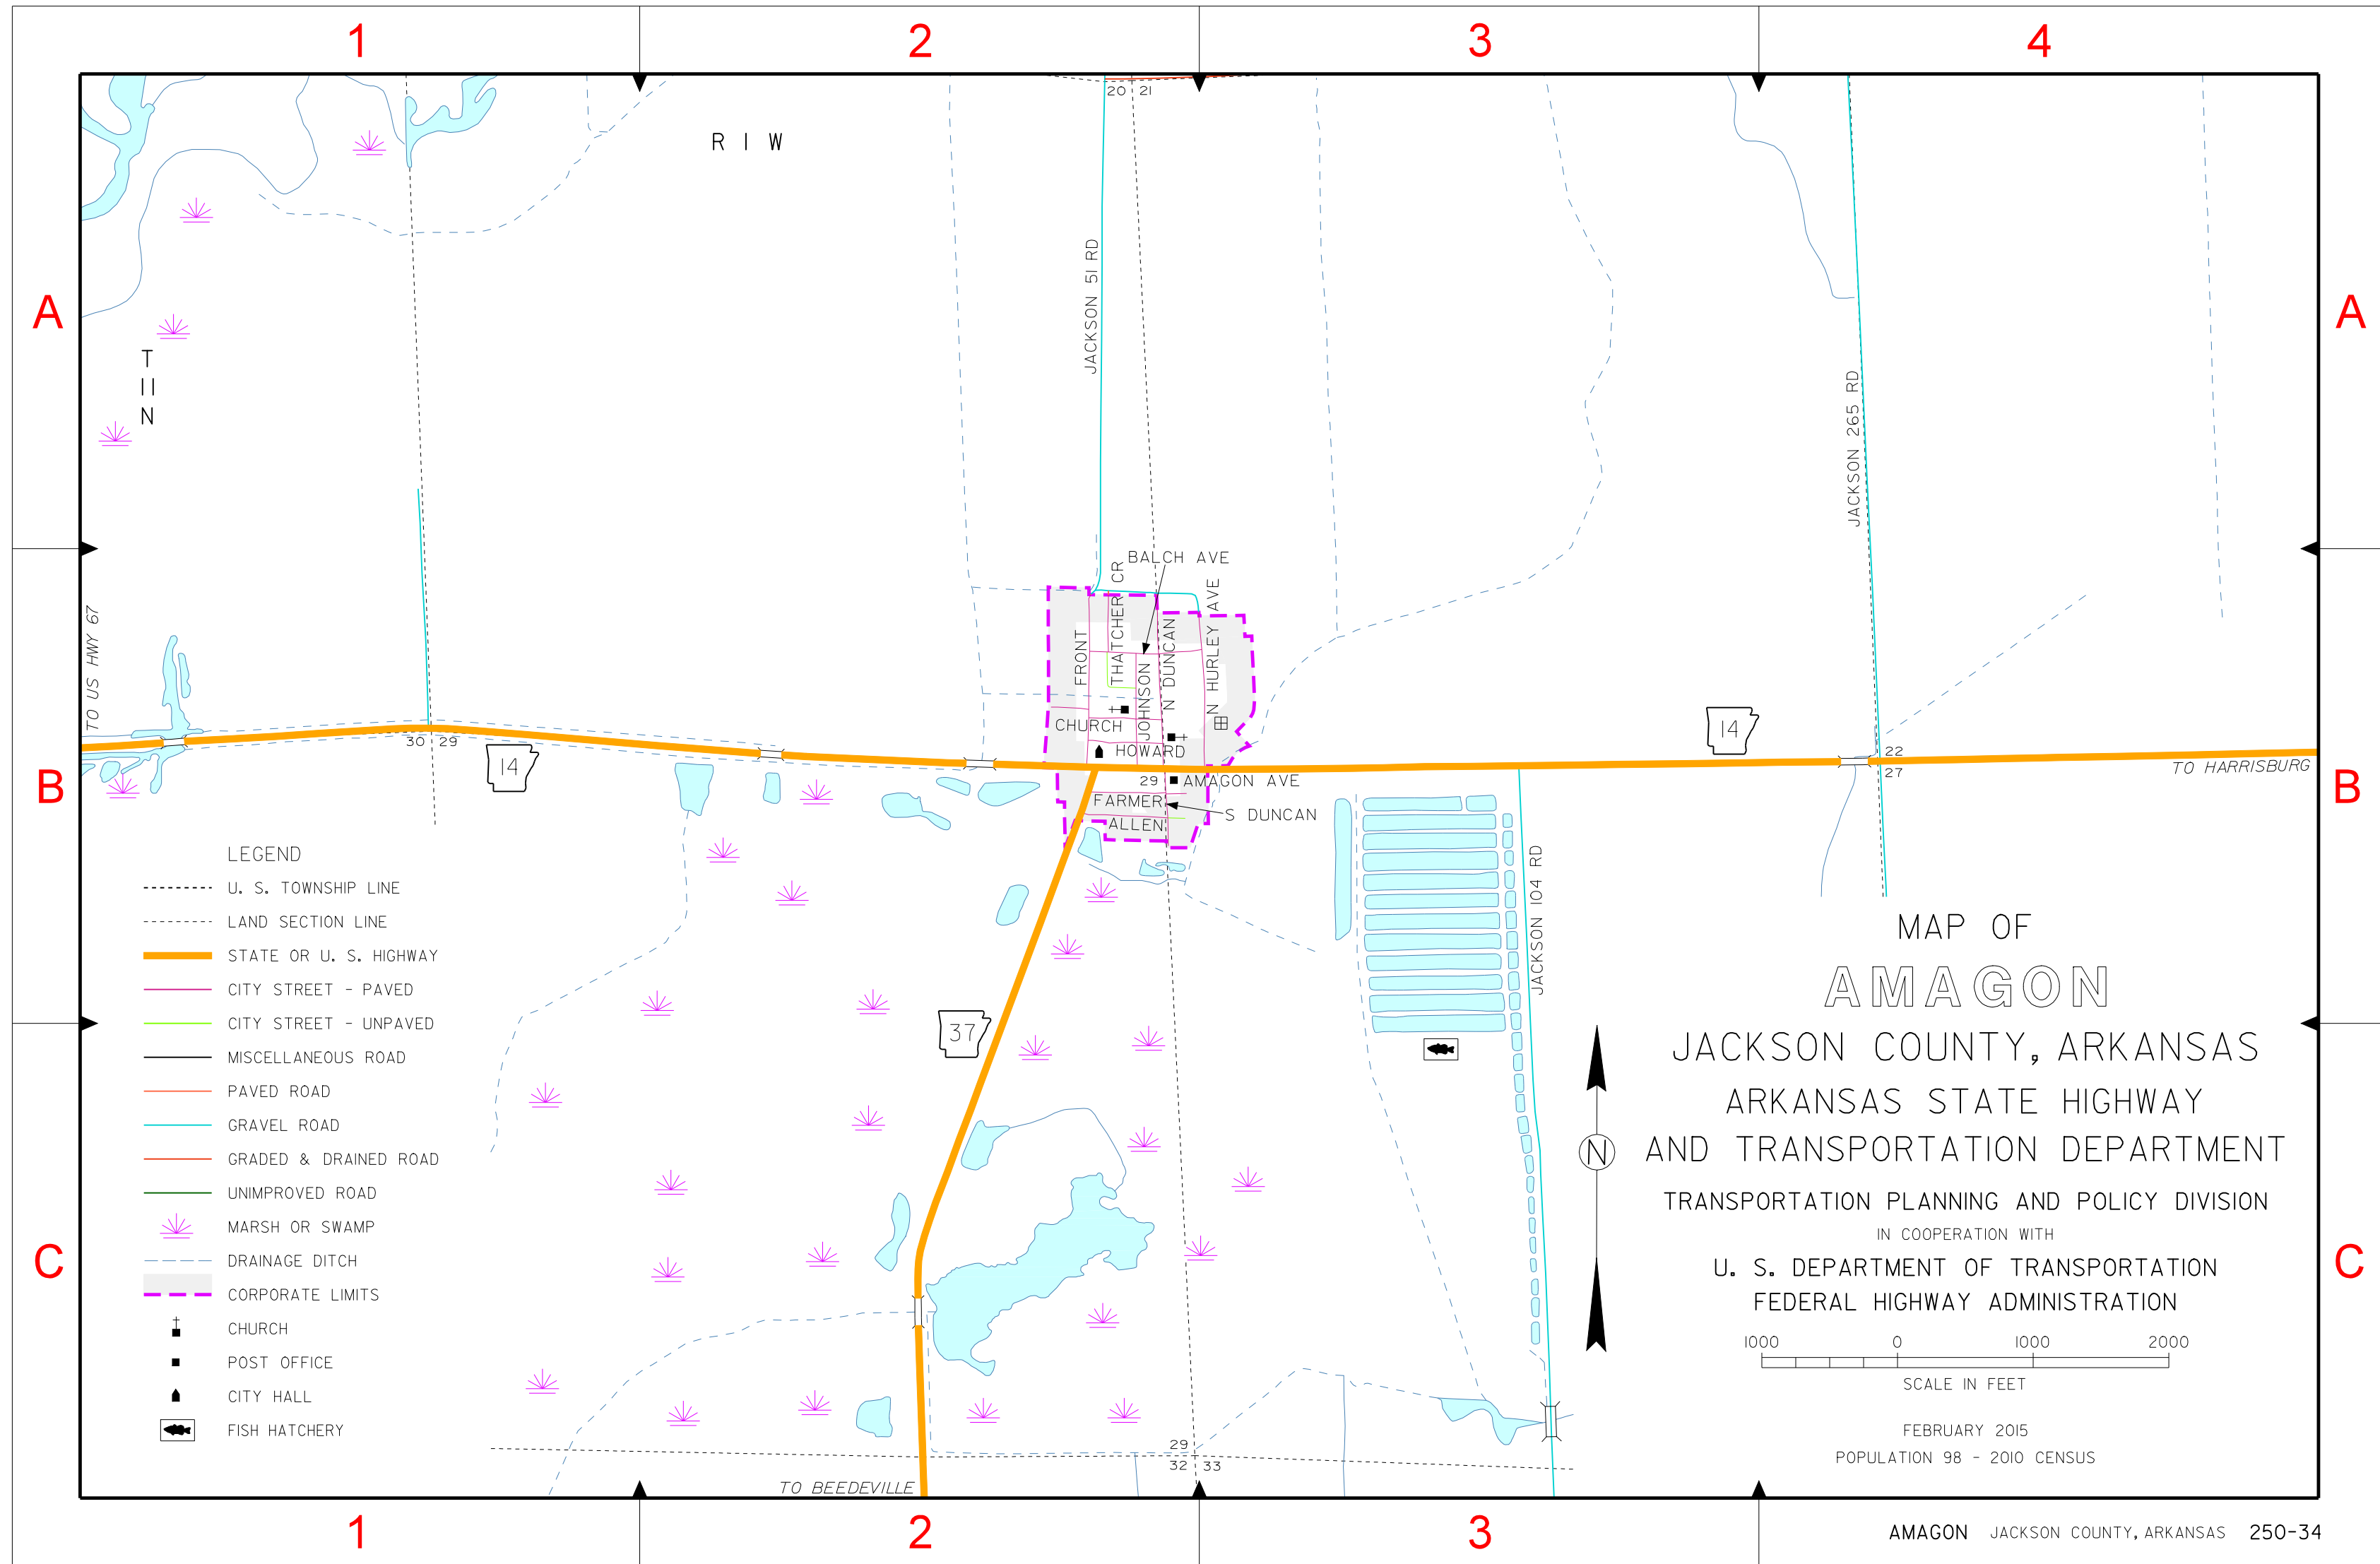 1
2
3
4
A
A
B
B
C
C
1
2
3
20 21
R I W
T
11
N
JACKSON 51 RD
JACKSON 265 RD
BALCH AVE
THATCHER CR
FRONT
JOHNSON
N DUNCAN
N HURLEY AVE
CHURCH
HOWARD
29
AMAGON AVE
FARMER
S DUNCAN
ALLEN
TO US HWY 67
30 29
14
14
22
27
TO HARRISBURG
JACKSON 104 RD
37
LEGEND
U. S. TOWNSHIP LINE
LAND SECTION LINE
STATE OR U. S. HIGHWAY
CITY STREET - PAVED
CITY STREET - UNPAVED
MISCELLANEOUS ROAD
PAVED ROAD
GRAVEL ROAD
GRADED & DRAINED ROAD
UNIMPROVED ROAD
MARSH OR SWAMP
DRAINAGE DITCH
CORPORATE LIMITS
CHURCH
POST OFFICE
CITY HALL
FISH HATCHERY
N
MAP OF
AMAGON
JACKSON COUNTY, ARKANSAS
ARKANSAS STATE HIGHWAY
AND TRANSPORTATION DEPARTMENT
TRANSPORTATION PLANNING AND POLICY DIVISION
IN COOPERATION WITH
U. S. DEPARTMENT OF TRANSPORTATION
FEDERAL HIGHWAY ADMINISTRATION
1000 0 1000 2000
SCALE IN FEET
FEBRUARY 2015
POPULATION 98 - 2010 CENSUS
29
32 33
TO BEEDEVILLE
AMAGON JACKSON COUNTY, ARKANSAS 250-34